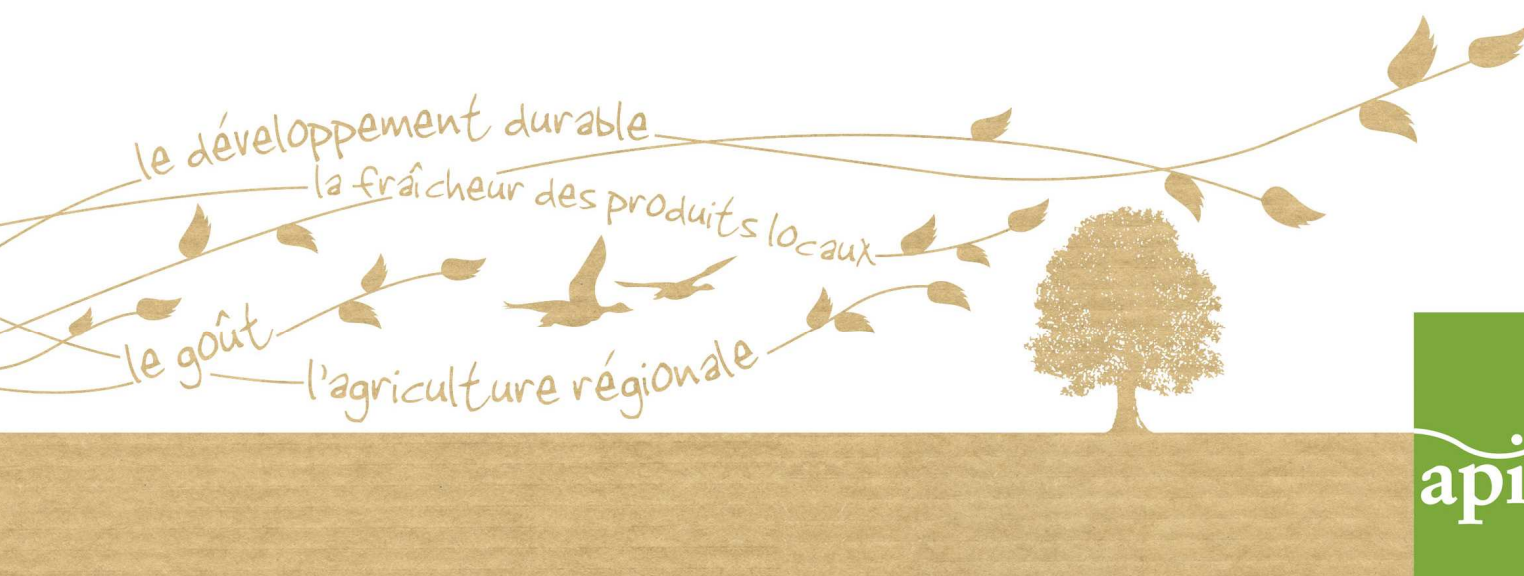 le développement durable
la fraîcheur des produits locaux
le goût
l'agriculture régionale
api